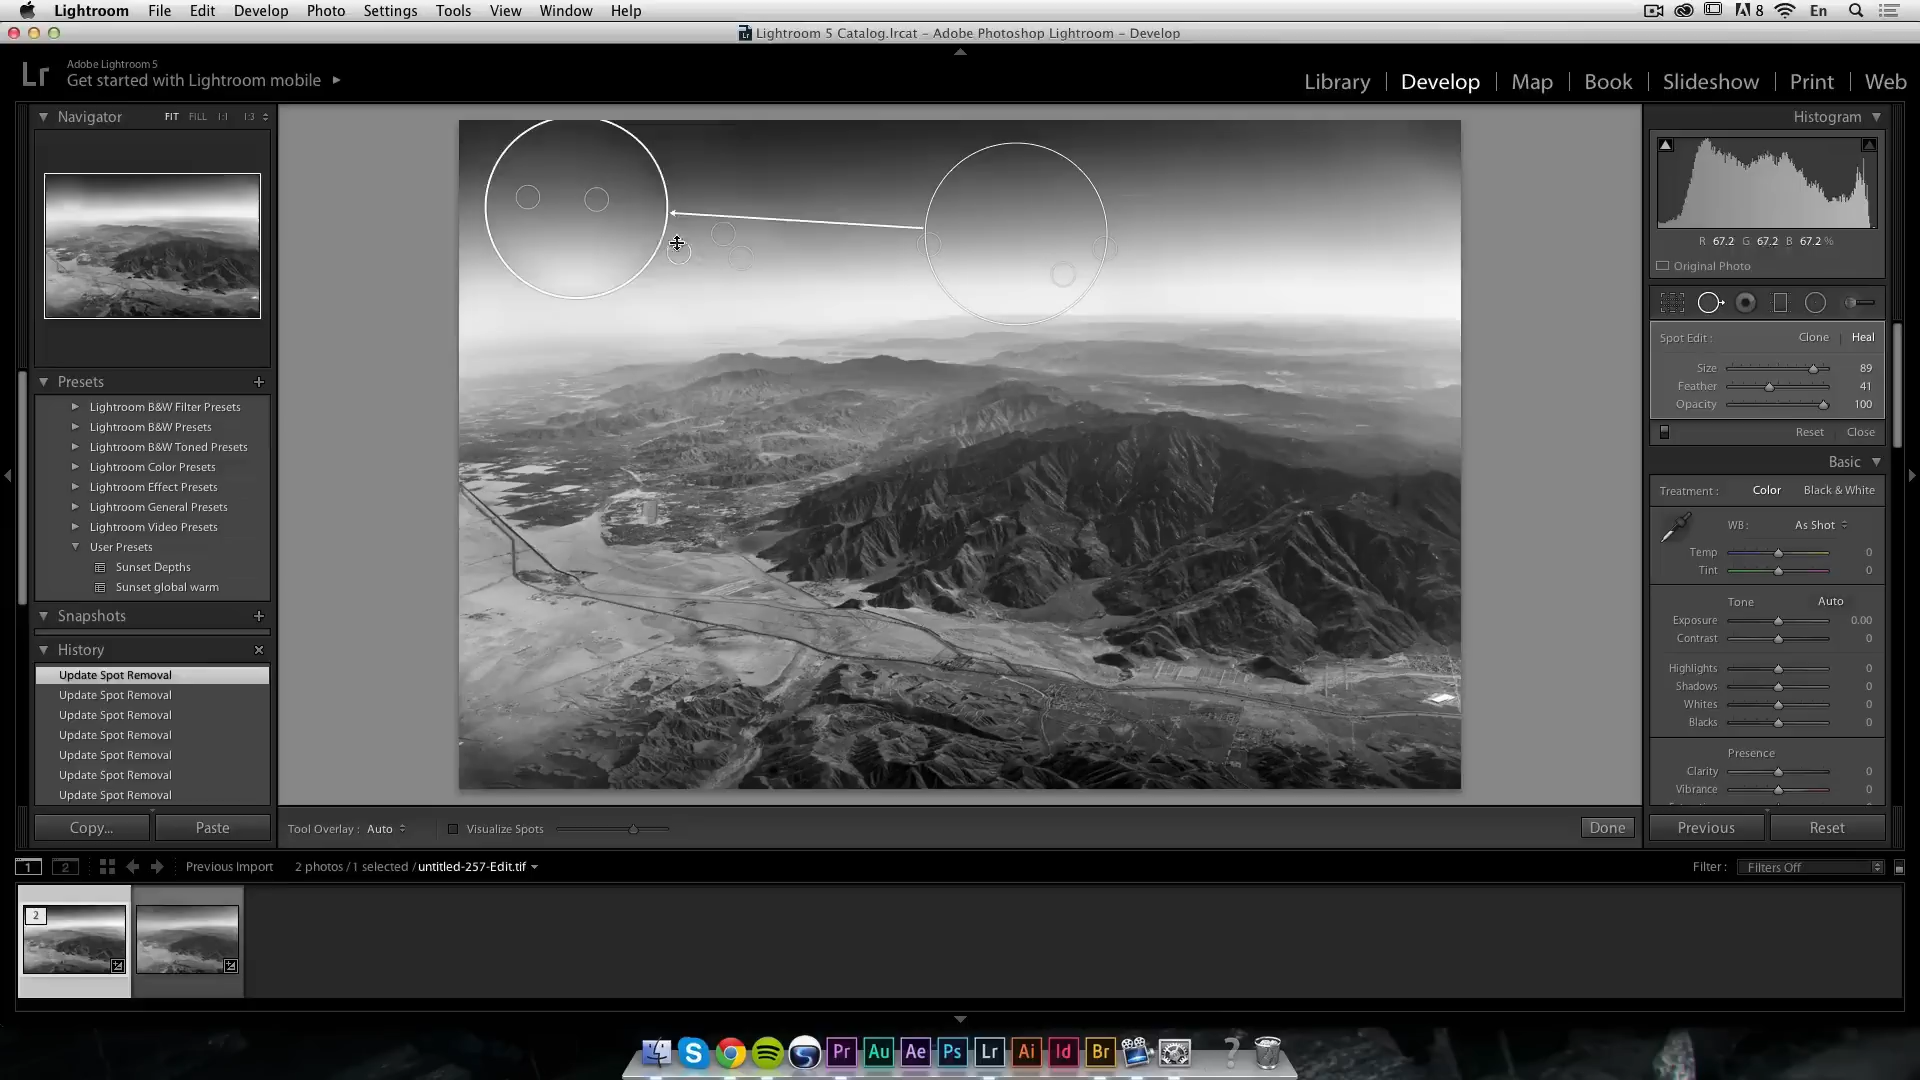 Lightroom File Edit Develop Photo Settings Tools View Window Help 8 En
Lightroom 5 Catalog.lrcat - Adobe Photoshop Lightroom - Develop
Lr
Adobe Lightroom 5
Get started with Lightroom mobile
Library | Develop | Map | Book | Slideshow | Print | Web
Navigator FIT FILL 1:1 1:3
Presets
Lightroom B&W Filter Presets
Lightroom B&W Presets
Lightroom B&W Toned Presets
Lightroom Color Presets
Lightroom Effect Presets
Lightroom General Presets
Lightroom Video Presets
User Presets
Sunset Depths
Sunset global warm
Snapshots
History
Update Spot Removal
Update Spot Removal
Update Spot Removal
Update Spot Removal
Update Spot Removal
Update Spot Removal
Update Spot Removal
Copy... Paste
Tool Overlay : Auto Visualize Spots Done
Histogram
R 67.2 G 67.2 B 67.2 %
Original Photo
Spot Edit : Clone | Heal
Size 89
Feather 41
Opacity 100
Reset Close
Basic
Treatment : Color Black & White
WB : As Shot
Temp 0
Tint 0
Tone Auto
Exposure 0.00
Contrast 0
Highlights 0
Shadows 0
Whites 0
Blacks 0
Presence
Clarity 0
Vibrance 0
Previous Reset
1 2 Previous Import 2 photos / 1 selected / untitled-257-Edit.tif Filter : Filters Off
2
S Pr Au Ae Ps Lr Ai Id Br ?